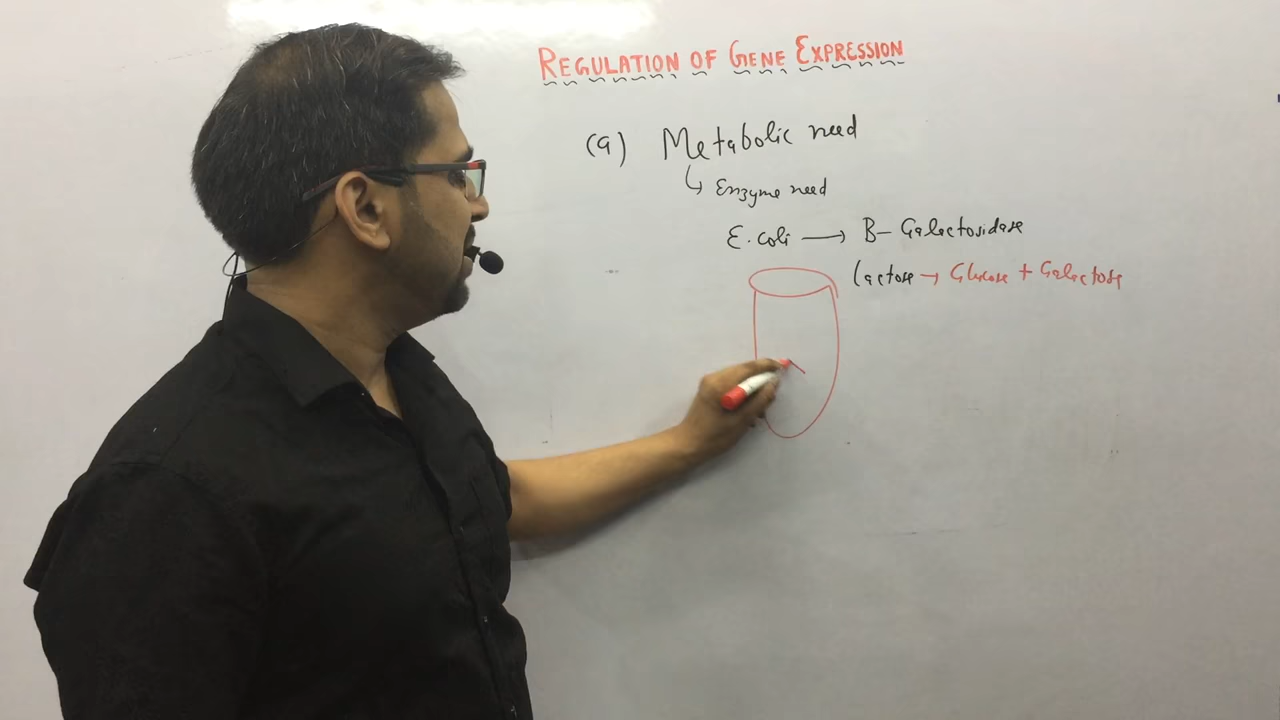 REGULATION OF GENE EXPRESSION
(a) Metabolic need
↳ Enzyme need
E. coli → B- Galactosidase
Lactose → Glucose + Galactose